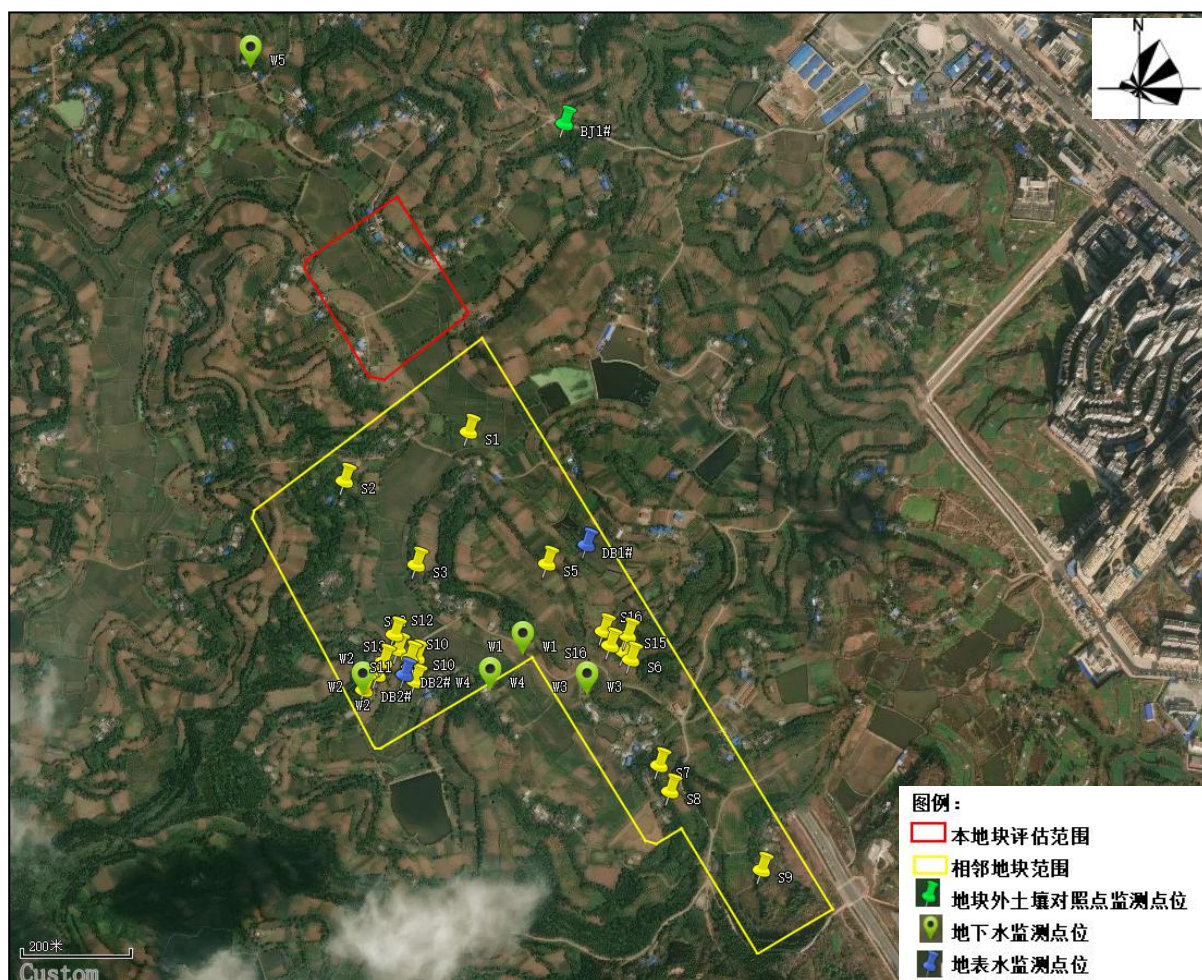 N
W5
BJ1#
S1
S2
DB1#
S3
S5
S12
S16
S15
S13
S10
W1
W1
S16
S6
W2
S11
S10
W2
DB2#
W4
W4
W3
W3
DB2#
W2
S7
S8
S9
图例：
本地块评估范围
相邻地块范围
地块外土壤对照点监测点位
地下水监测点位
地表水监测点位
200米
Custom